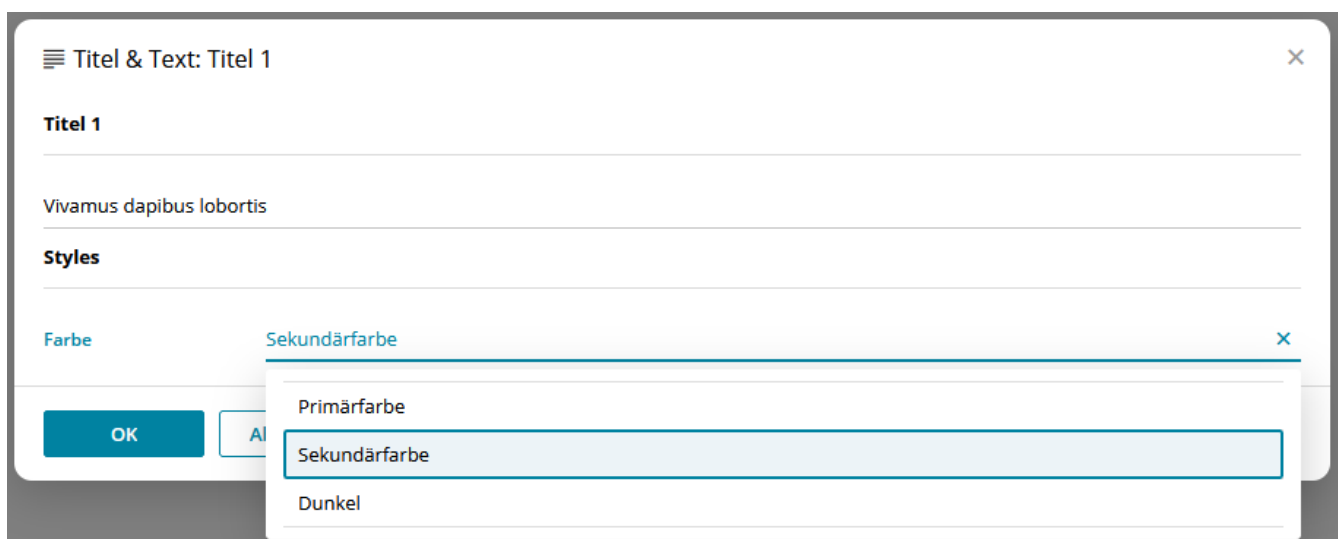 Titel & Text: Titel 1
Titel 1
Vivamus dapibus lobortis
Styles
Farbe Sekundärfarbe
Primärfarbe
OK
Sekundärfarbe
Dunkel